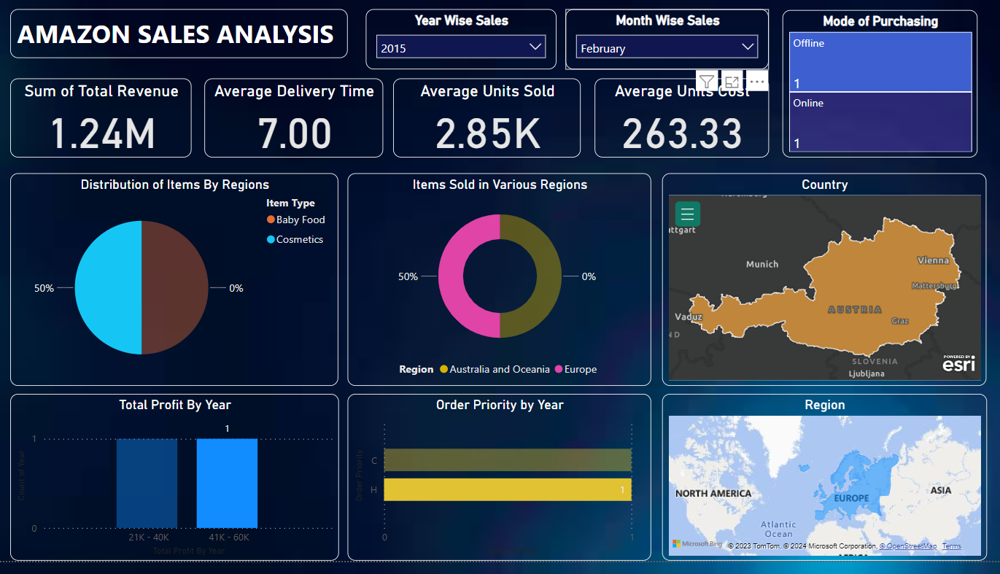 AMAZON SALES ANALYSIS
Year Wise Sales
2015
Month Wise Sales
February
Mode of Purchasing
Offline
1
Online
1
Sum of Total Revenue
1.24M
Average Delivery Time
7.00
Average Units Sold
2.85K
Average Units Cost
263.33
Distribution of Items By Regions
Item Type
Baby Food
Cosmetics
50%
0%
Items Sold in Various Regions
50%
0%
Region Australia and Oceania Europe
Country
Munich
Vienna
Mattersburg
AUSTRIA
Graz
Vaduz
SLOVENIA
Ljubljana
POWERED BY
esri
Total Profit By Year
1
1
0
Count of Year
21K - 40K
41K - 60K
Total Profit By Year
Order Priority by Year
Order Priority
C
H
1
0
1
Region
NORTH AMERICA
EUROPE
ASIA
Atlantic
Ocean
Microsoft Bing
© 2023 TomTom, © 2024 Microsoft Corporation, © OpenStreetMap Terms